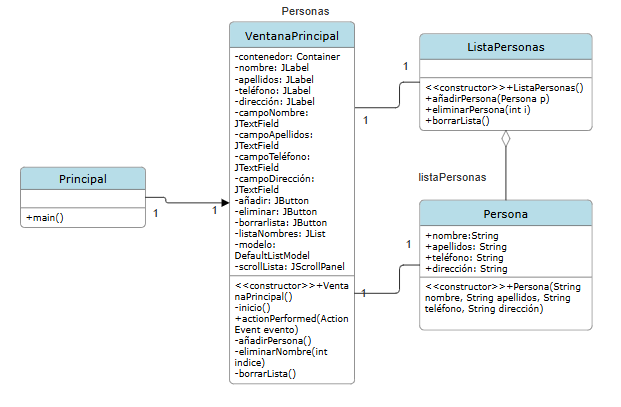 Personas
VentanaPrincipal
-contenedor: Container
-nombre: JLabel
-apellidos: JLabel
-teléfono: JLabel
-dirección: JLabel
-campoNombre:
JTextField
-campoApellidos:
JTextField
-campoTeléfono:
JTextField
-campoDirección:
JTextField
-añadir: JButton
-eliminar: JButton
-borrarlista: JButton
-listaNombres: JList
-modelo:
DefaultListModel
-scrollLista: JScrollPanel
<<constructor>>+Venta
naPrincipal()
-inicio()
+actionPerformed(Action
Event evento)
-añadirPersona()
-eliminarNombre(int
indice)
-borrarLista()
Principal
+main()
1
1
1
1
ListaPersonas
<<constructor>>+ListaPersonas()
+añadirPersona(Persona p)
+eliminarPersona(int i)
+borrarLista()
listaPersonas
Persona
+nombre:String
+apellidos: String
+teléfono: String
+dirección: String
<<constructor>>+Persona(String
nombre, String apellidos, String
teléfono, String dirección)
1
1